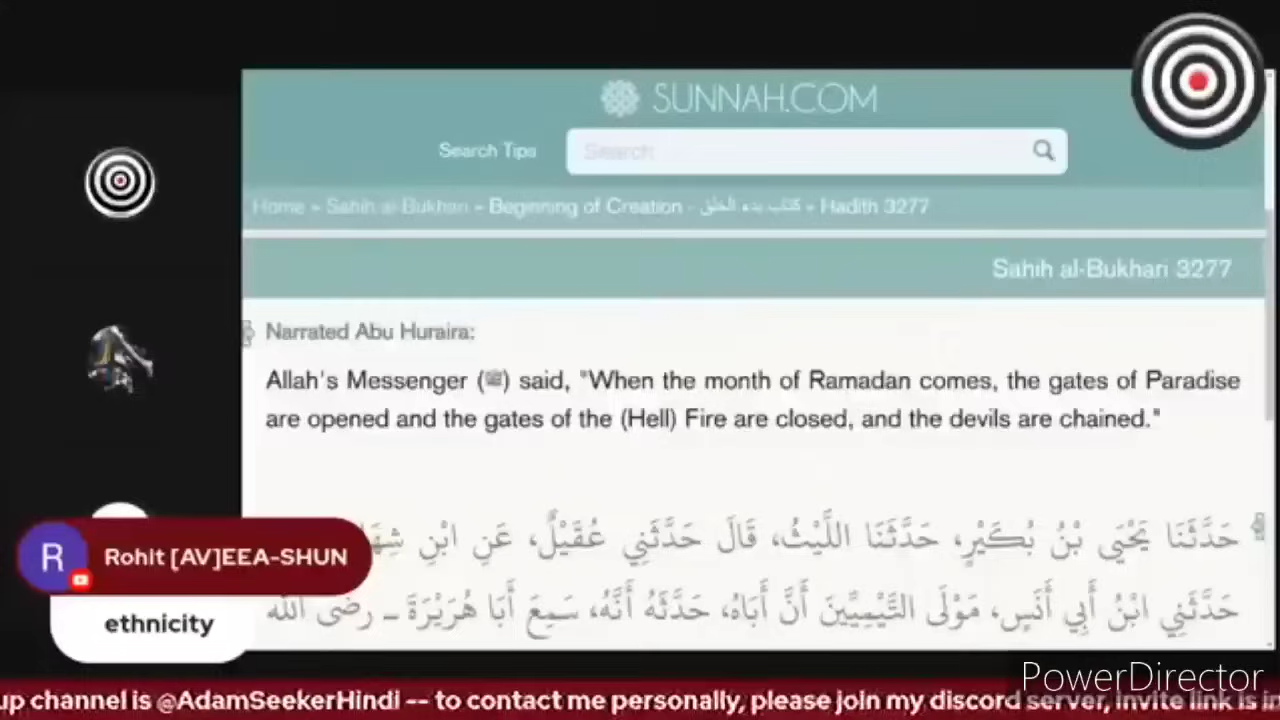 SUNNAH.COM
Search Tips
Search
Home » Sahih al-Bukhari » Beginning of Creation - كتاب بدء الخلق » Hadith 3277
Sahih al-Bukhari 3277
Narrated Abu Huraira:
Allah's Messenger (ﷺ) said, "When the month of Ramadan comes, the gates of Paradise
are opened and the gates of the (Hell) Fire are closed, and the devils are chained."
حَدَّثَنَا يَحْيَى بْنُ بُكَيْرٍ، حَدَّثَنَا اللَّيْثُ، قَالَ حَدَّثَنِي عُقَيْلٌ، عَنِ ابْنِ
حَدَّثَنِي ابْنُ أَبِي أَنَسٍ، مَوْلَى التَّيْمِيِّينَ أَنَّ أَبَاهُ، حَدَّثَهُ أَنَّهُ، سَمِعَ أَبَا هُرَيْرَةَ ـ رضى الله
R
Rohit [AV]EEA-SHUN
ethnicity
PowerDirector
up channel is @AdamSeekerHindi -- to contact me personally, please join my discord server, invite link is